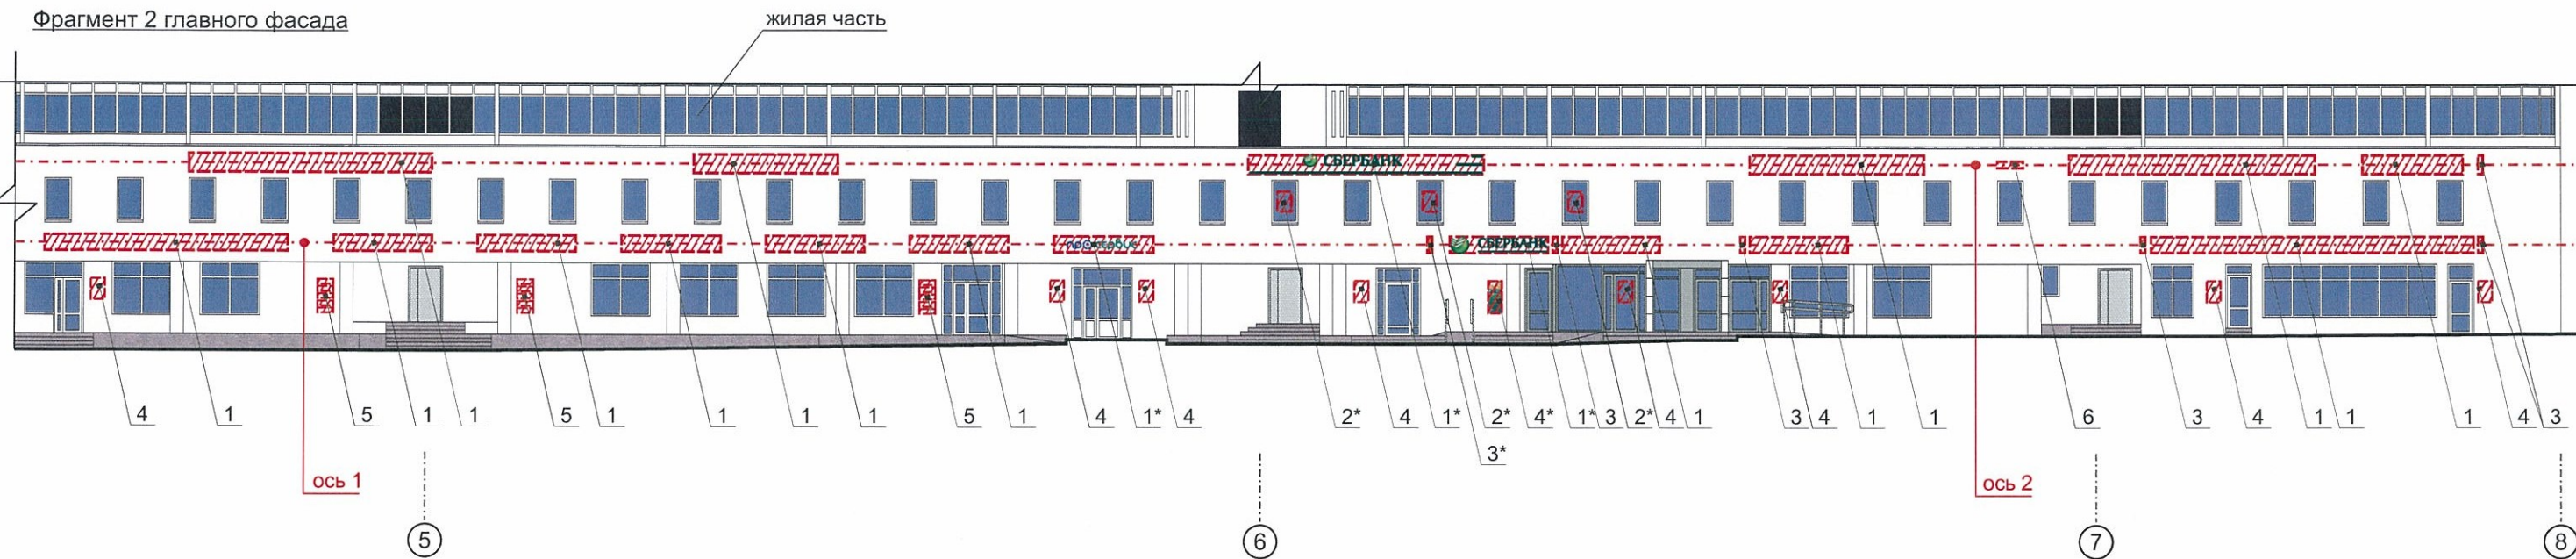 Фрагмент 2 главного фасада
жилая часть
СБЕРБАНК
СБЕРБАНК
4 1 5 1 1 5 1 1 1 1 5 1 4 1* 4 2* 4 1* 2* 4* 1* 3 2* 4 1 3 4 1 1 6 3 4 1 1 1 4 3
3*
ось 1
ось 2
5 6 7 8